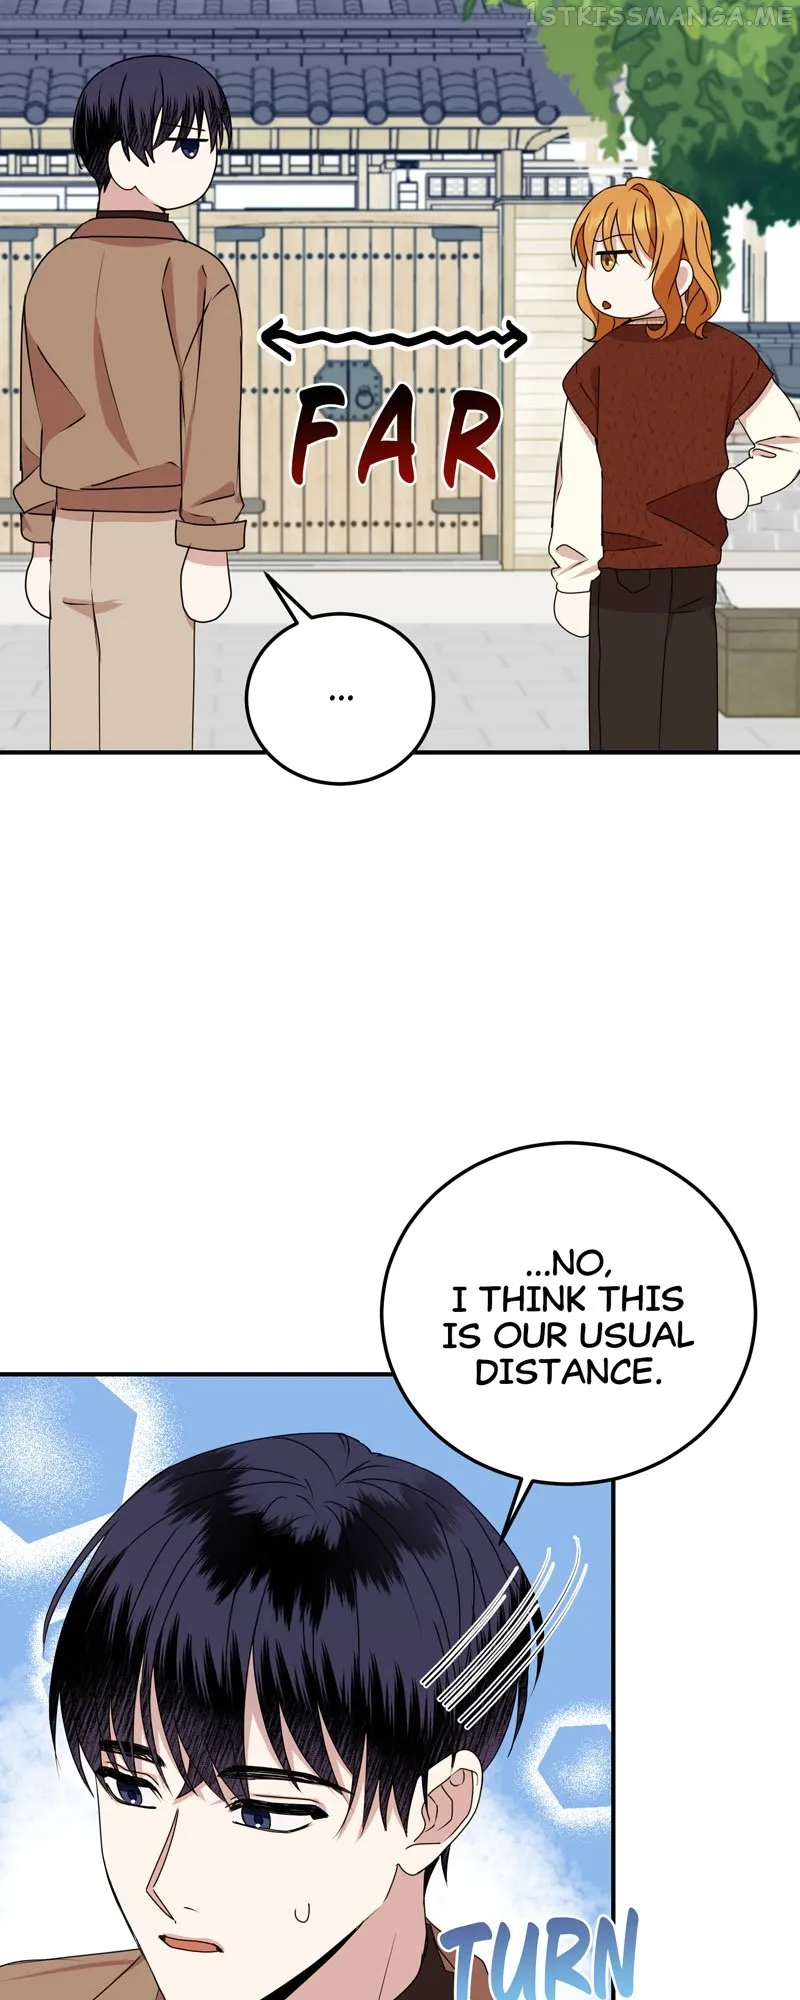 1STKISSMANGA.ME
FAR
...
...NO,
I THINK THIS
IS OUR USUAL
DISTANCE.
TURN